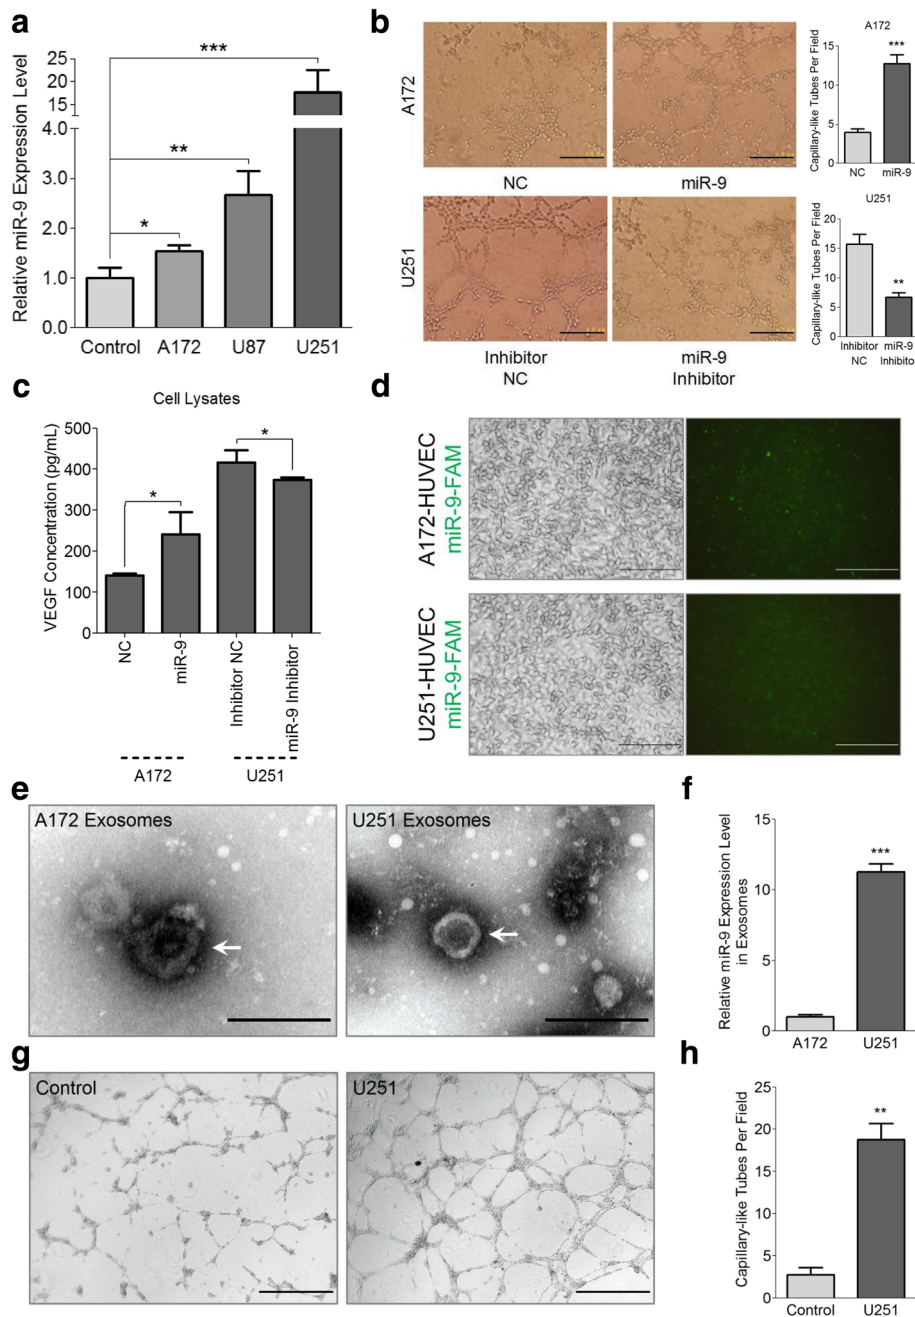 a
Relative miR-9 Expression Level
25
20
15
4.0
3.0
2.0
1.0
0.0
***
**
*
Control
A172
U87
U251
b
A172
NC
miR-9
U251
Inhibitor
NC
miR-9
Inhibitor
A172
Capillary-like Tubes Per Field
15
10
5
0
***
NC
miR-9
U251
Capillary-like Tubes Per Field
20
15
10
5
0
**
Inhibitor
NC
miR-9
Inhibito
c
Cell Lysates
VEGF Concentration (pg/mL)
500
400
300
200
100
0
*
*
NC
miR-9
Inhibitor NC
miR-9 Inhibitor
A172
U251
d
A172-HUVEC
miR-9-FAM
U251-HUVEC
miR-9-FAM
e
A172 Exosomes
U251 Exosomes
f
Relative miR-9 Expression Level
in Exosomes
15
10
5
0
***
A172
U251
g
Control
U251
h
Capillary-like Tubes Per Field
25
20
15
10
5
0
**
Control
U251